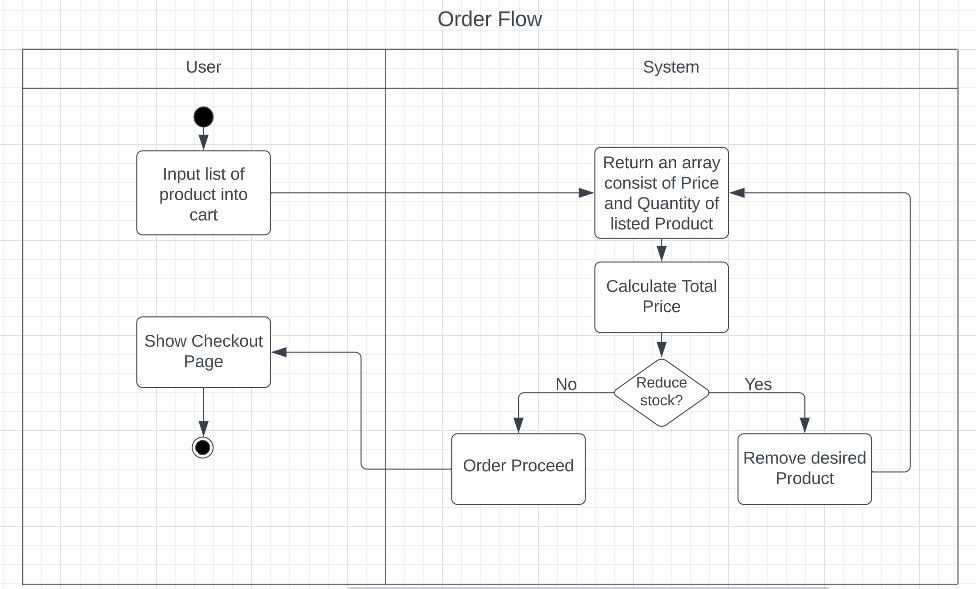 Order Flow
User
System
Input list of
product into
cart
Return an array
consist of Price
and Quantity of
listed Product
Calculate Total
Price
Show Checkout
Page
Reduce
stock?
No
Yes
Order Proceed
Remove desired
Product